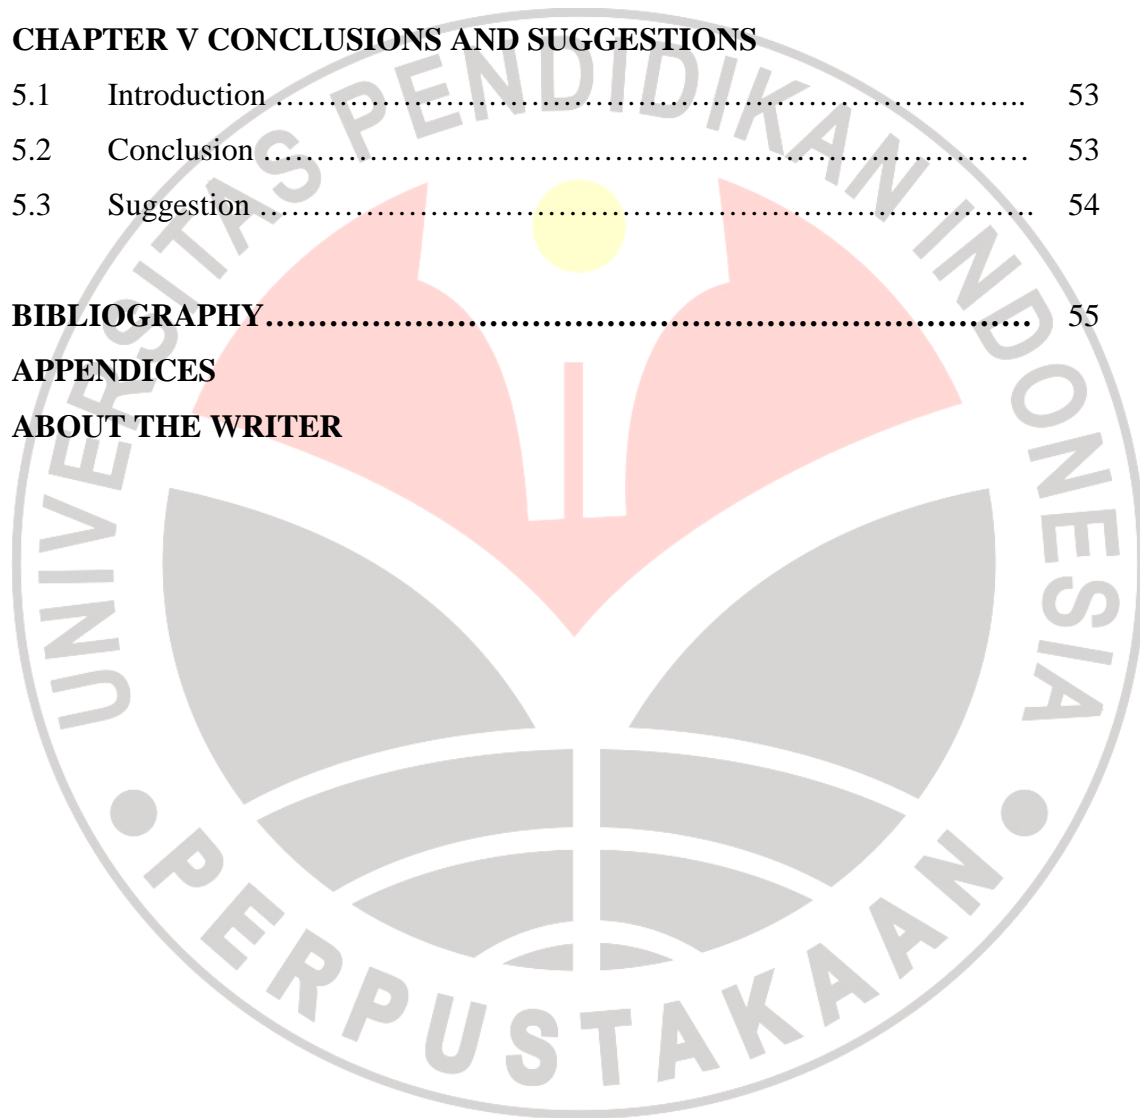 CHAPTER V CONCLUSIONS AND SUGGESTIONS
5.1 Introduction …………………………………………………………….. 53
5.2 Conclusion ……………………………………………………………… 53
5.3 Suggestion ………………………………………………………………. 54
BIBLIOGRAPHY……………………………………………………………… 55
APPENDICES
ABOUT THE WRITER
UNIVERSITAS PENDIDIKAN INDONESIA
PERPUSTAKAAN